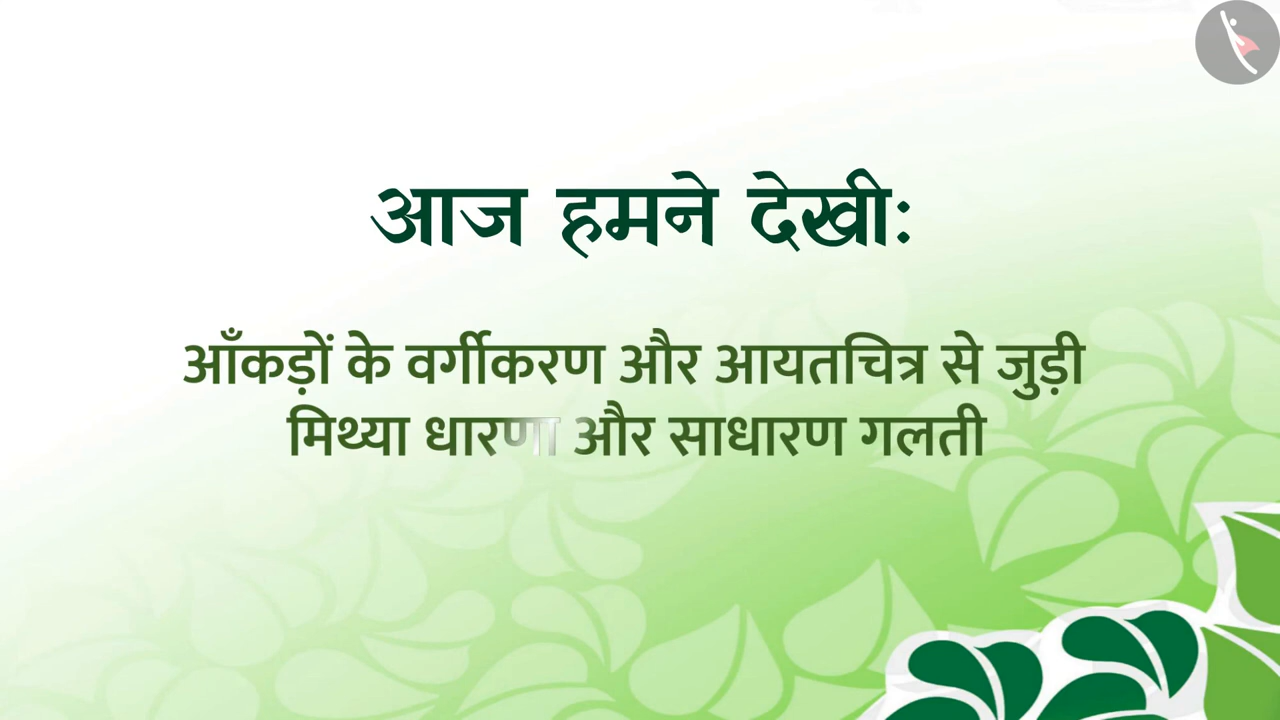 आज हमने देखी:
आँकड़ों के वर्गीकरण और आयतचित्र से जुड़ी
मिथ्या धारणा और साधारण गलती